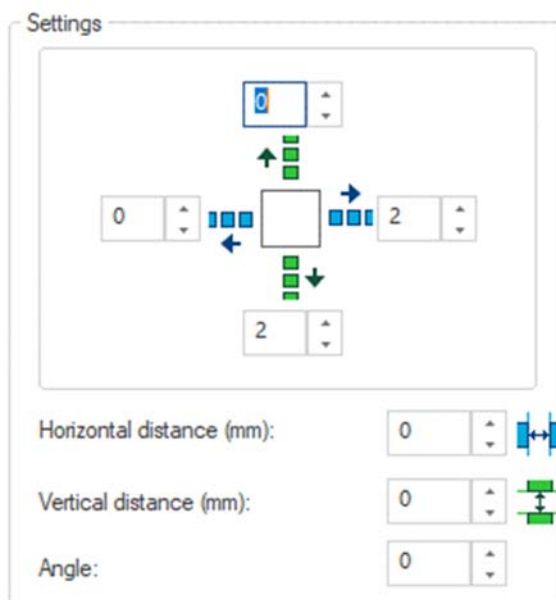 Settings
0
0
2
2
Horizontal distance (mm): 0
Vertical distance (mm): 0
Angle: 0